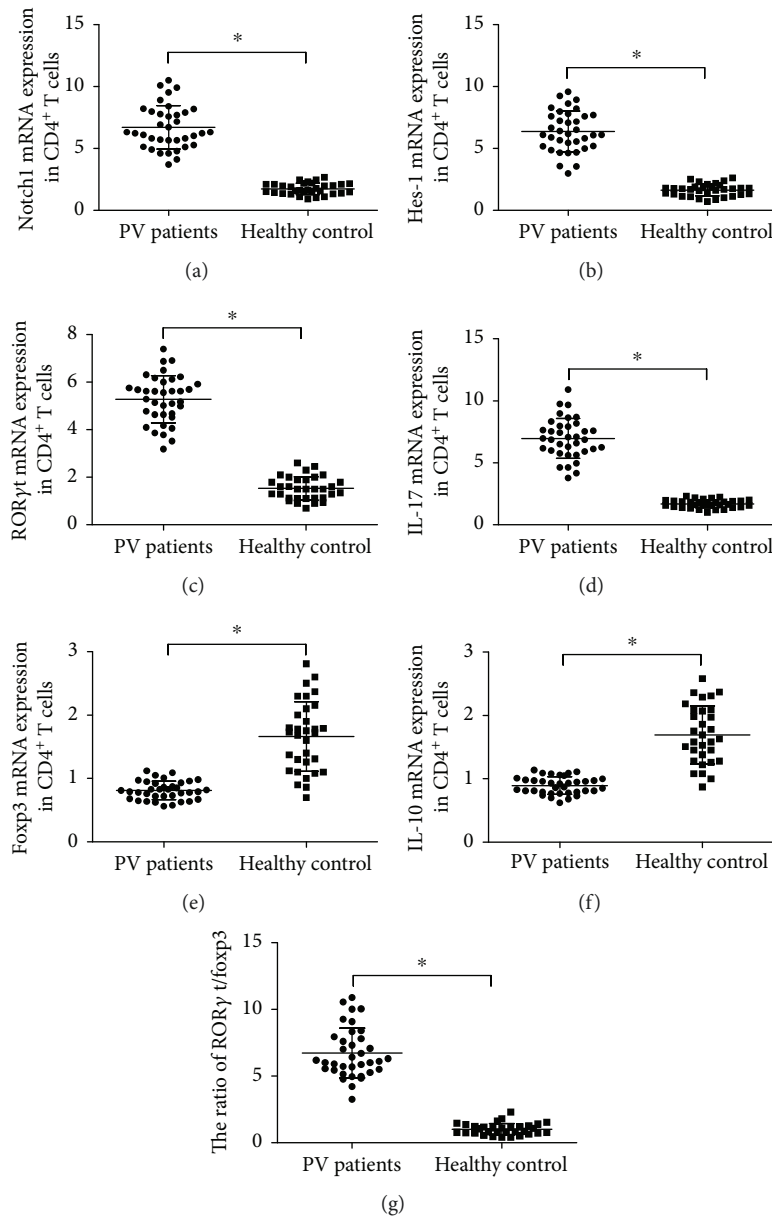 Notch1 mRNA expression
in CD4+ T cells
15
10
5
0
*
PV patients Healthy control
(a)
Hes-1 mRNA expression
in CD4+ T cells
15
10
5
0
*
PV patients Healthy control
(b)
RORγt mRNA expression
in CD4+ T cells
8
6
4
2
0
*
PV patients Healthy control
(c)
IL-17 mRNA expression
in CD4+ T cells
15
10
5
0
*
PV patients Healthy control
(d)
Foxp3 mRNA expression
in CD4+ T cells
3
2
1
0
*
PV patients Healthy control
(e)
IL-10 mRNA expression
in CD4+ T cells
3
2
1
0
*
PV patients Healthy control
(f)
The ratio of RORγ t/foxp3
15
10
5
0
*
PV patients Healthy control
(g)